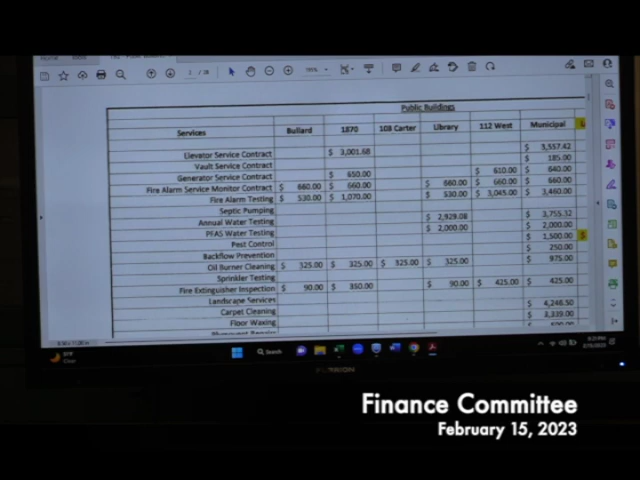 Public Buildings
Services Bullard 1870 103 Carter Library 112 West Municipal
Elevator Service Contract $ 3,001.68 $ 3,557.42
Vault Service Contract $ 185.00
Generator Service Contract $ 650.00 $ 610.00 $ 640.00
Fire Alarm Service Monitor Contract $ 660.00 $ 660.00 $ 660.00 $ 660.00 $ 660.00
Fire Alarm Testing $ 530.00 $ 1,070.00 $ 530.00 $ 3,045.00 $ 3,460.00
Septic Pumping
Annual Water Testing $ 2,929.08 $ 3,755.32
PFAS Water Testing $ 2,000.00 $ 2,000.00
Pest Control $ 1,500.00 $
Backflow Prevention $ 250.00
Oil Burner Cleaning $ 325.00 $ 325.00 $ 325.00 $ 325.00 $ 975.00
Sprinkler Testing
Fire Extinguisher Inspection $ 90.00 $ 350.00 $ 90.00 $ 425.00 $ 425.00
Landscape Services
Carpet Cleaning $ 4,248.50
Floor Waxing $ 3,339.00
Search
Finance Committee
February 15, 2023